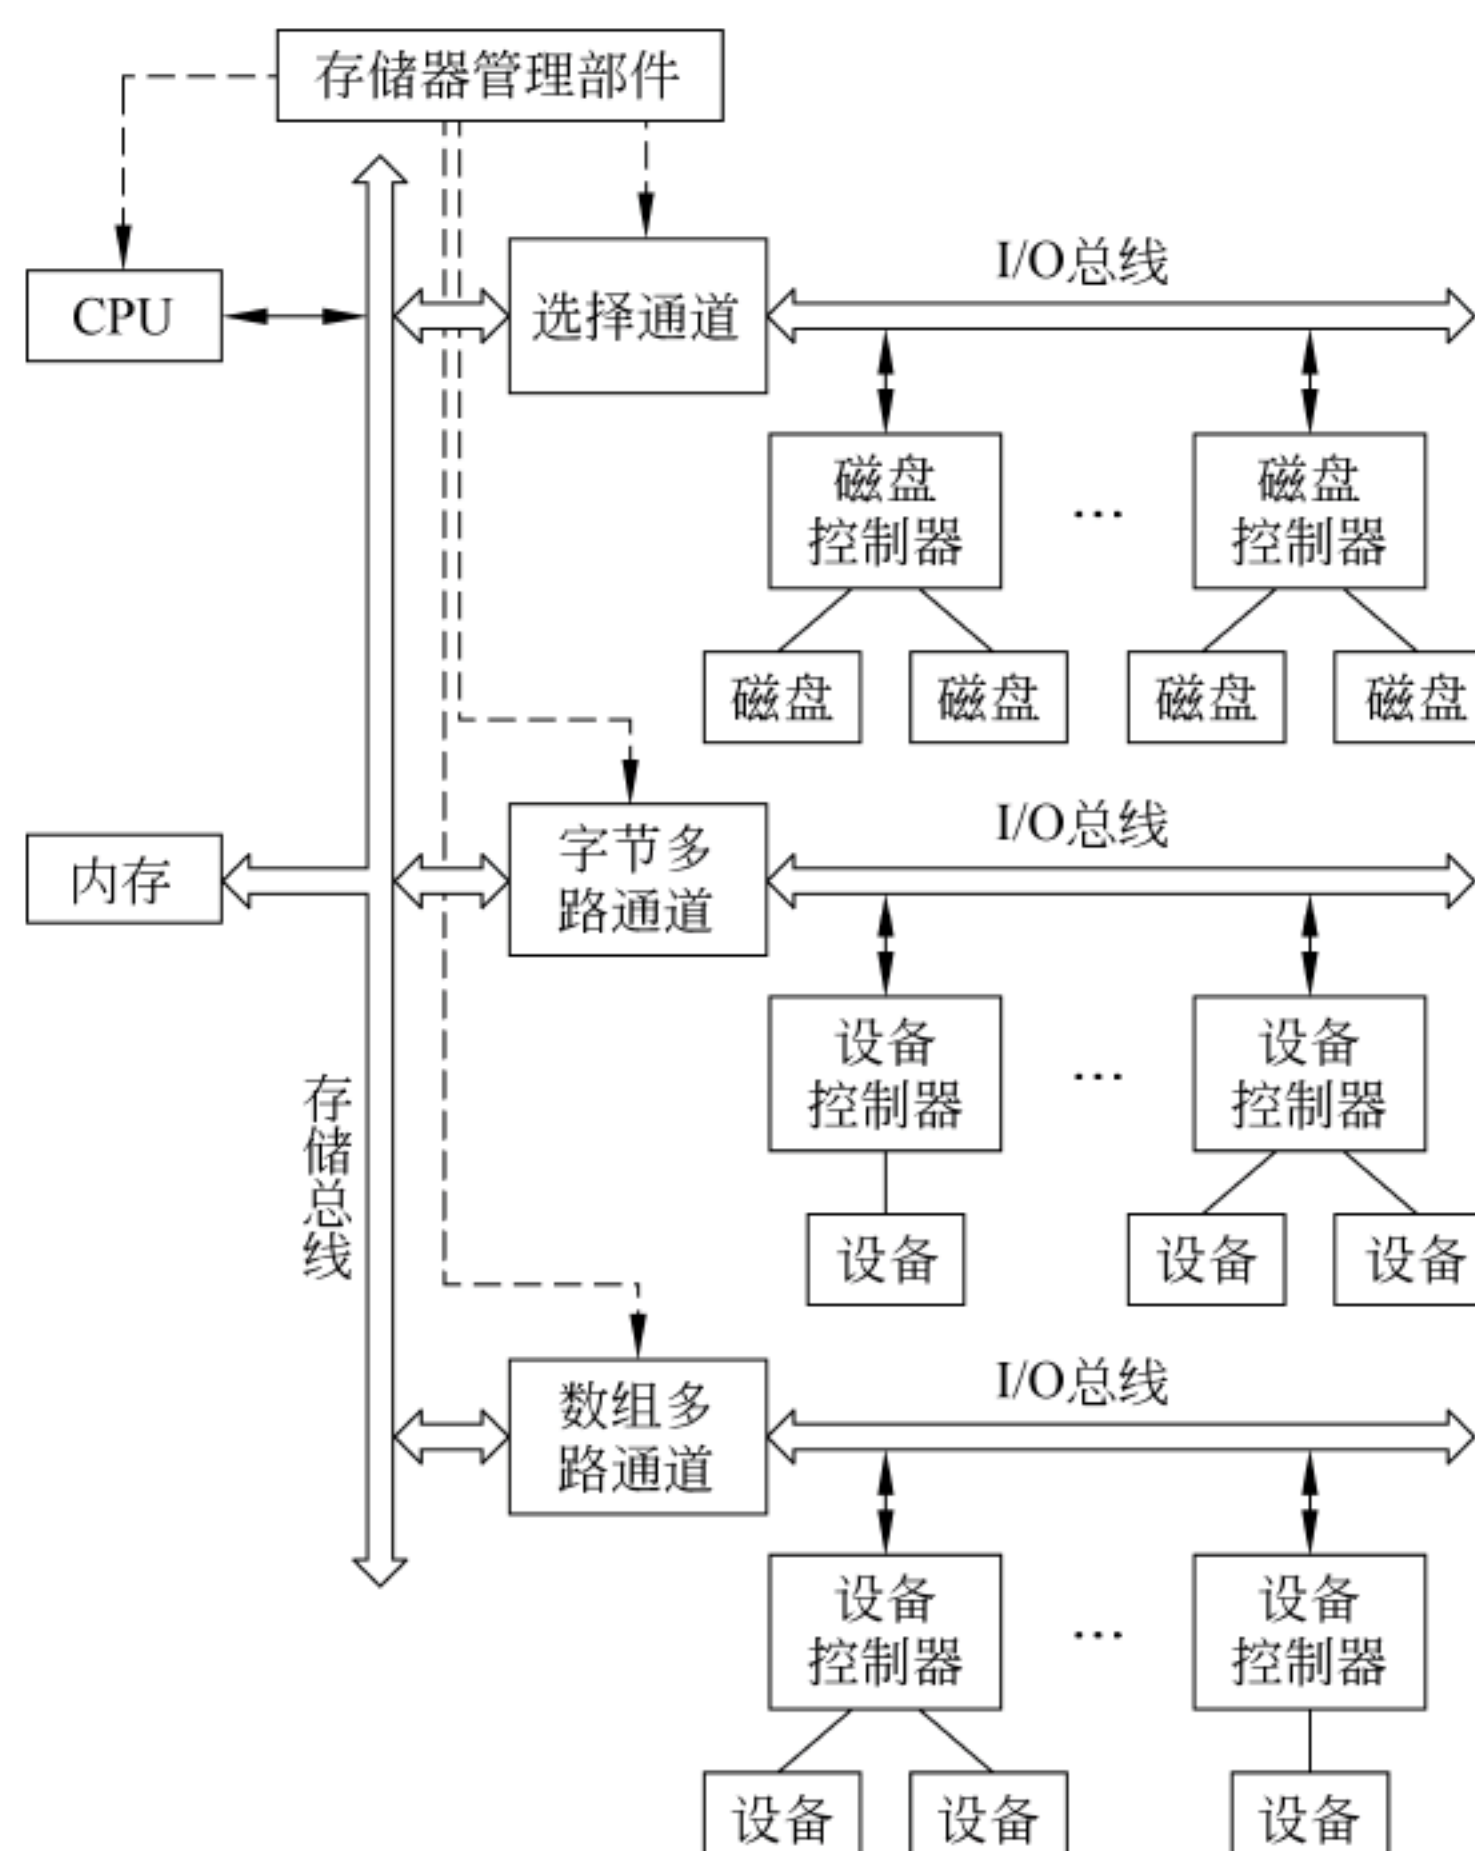 存储器管理部件
CPU
选择通道
I/O总线
磁盘
控制器
…
磁盘
控制器
磁盘
磁盘
磁盘
磁盘
内存
字节多
路通道
I/O总线
设备
控制器
…
设备
控制器
设备
设备
设备
存储总线
数组多
路通道
I/O总线
设备
控制器
…
设备
控制器
设备
设备
设备